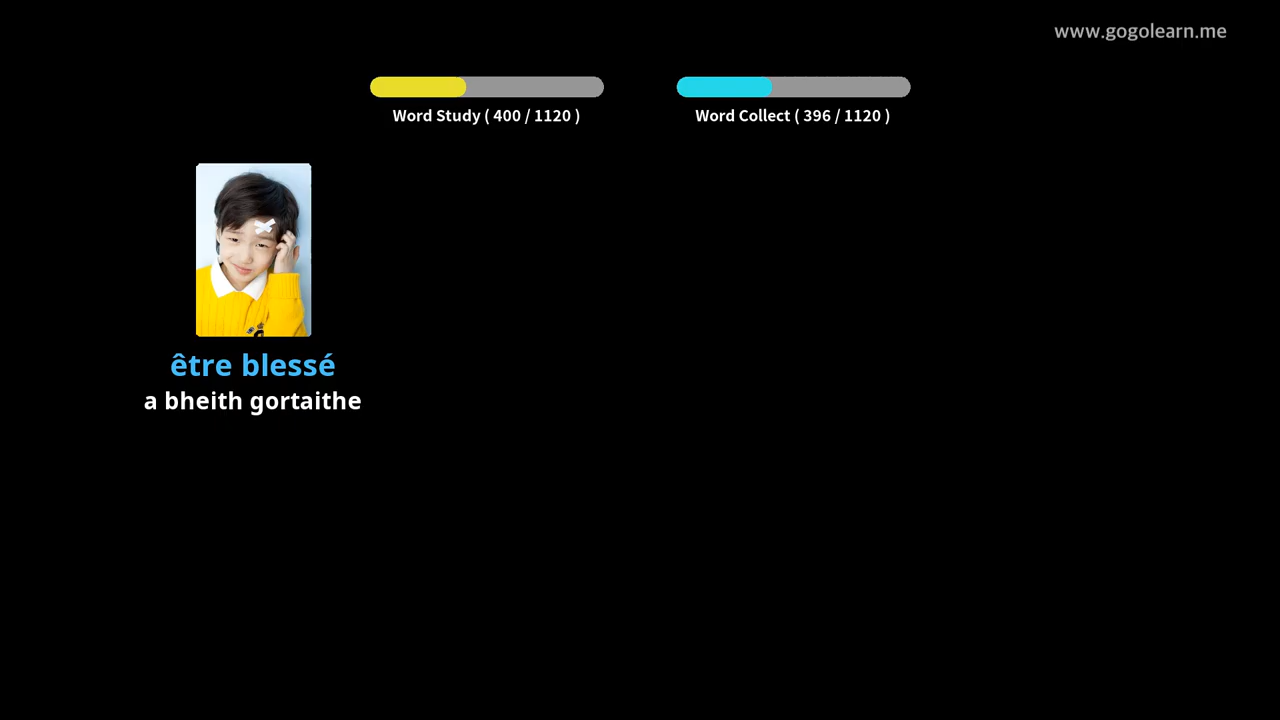 www.gogolearn.me
Word Study ( 400 / 1120 )
Word Collect ( 396 / 1120 )
être blessé
a bheith gortaithe